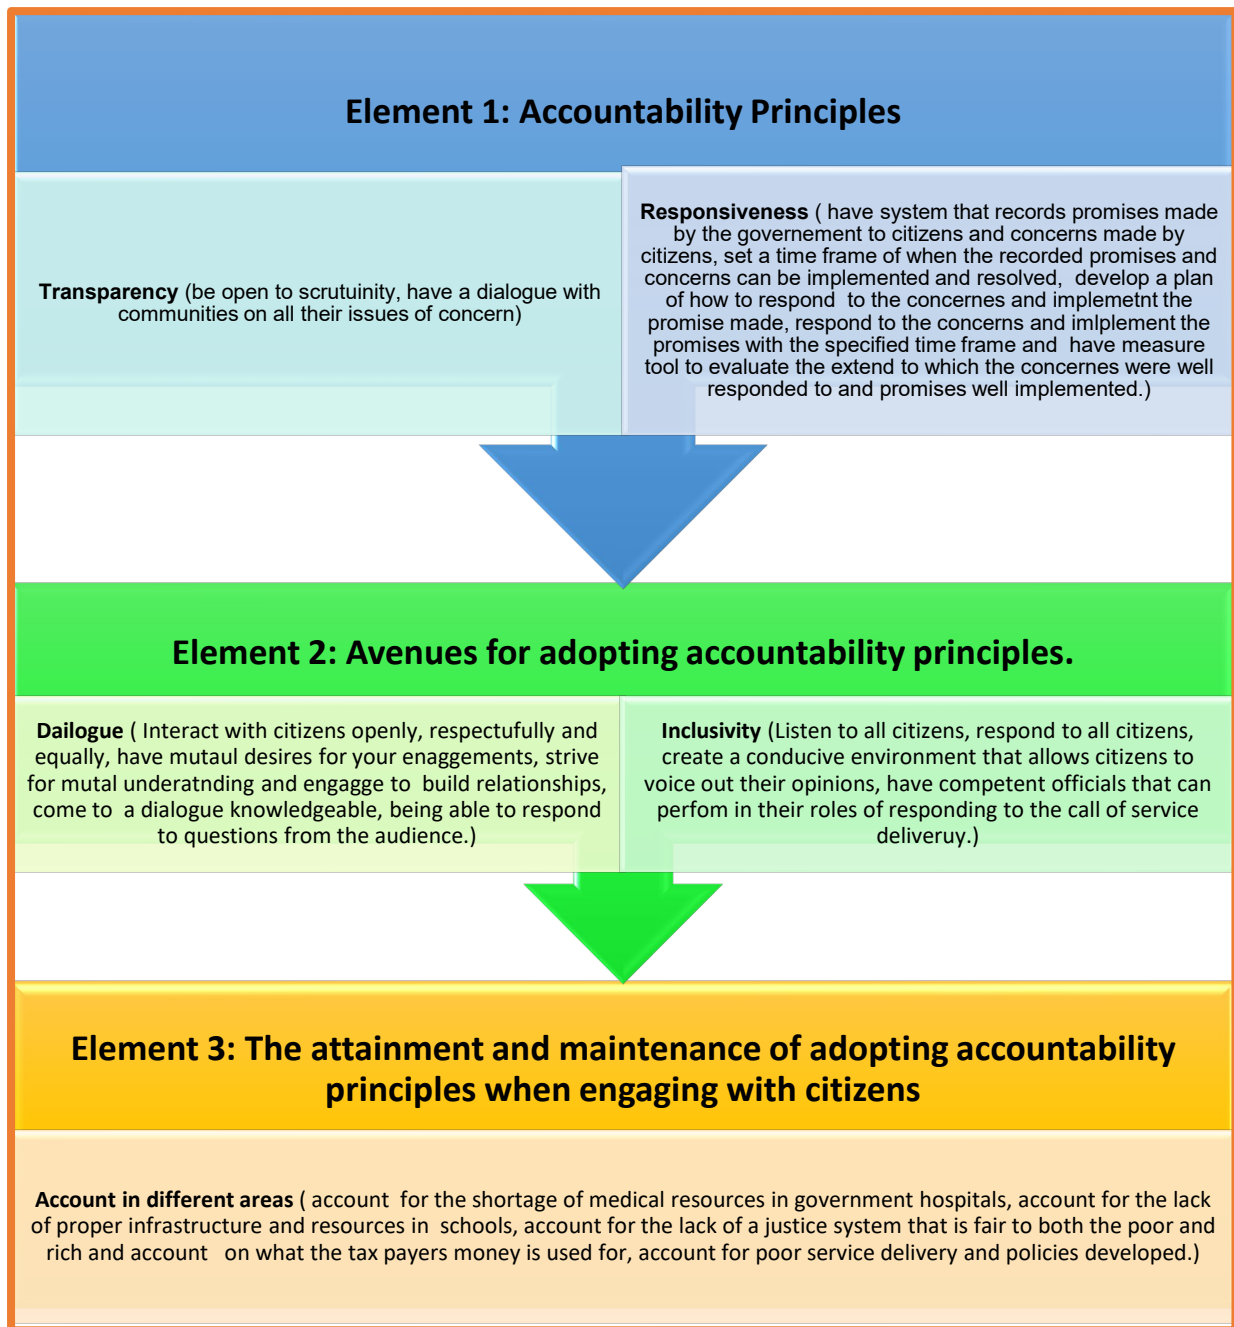 Element 1: Accountability Principles
Transparency (be open to scrutuinity, have a dialogue with
communities on all their issues of concern)
Responsiveness ( have system that records promises made
by the governement to citizens and concerns made by
citizens, set a time frame of when the recorded promises and
concerns can be implemented and resolved, develop a plan
of how to respond to the concernes and implemetnt the
promise made, respond to the concerns and imlplement the
promises with the specified time frame and have measure
tool to evaluate the extend to which the concernes were well
responded to and promises well implemented.)
Element 2: Avenues for adopting accountability principles.
Dailogue ( Interact with citizens openly, respectufully and
equally, have mutaul desires for your enaggements, strive
for mutal underatnding and engagge to build relationships,
come to a dialogue knowledgeable, being able to respond
to questions from the audience.)
Inclusivity (Listen to all citizens, respond to all citizens,
create a conducive environment that allows citizens to
voice out their opinions, have competent officials that can
perfom in their roles of responding to the call of service
deliveruy.)
Element 3: The attainment and maintenance of adopting accountability
principles when engaging with citizens
Account in different areas ( account for the shortage of medical resources in government hospitals, account for the lack
of proper infrastructure and resources in schools, account for the lack of a justice system that is fair to both the poor and
rich and account on what the tax payers money is used for, account for poor service delivery and policies developed.)